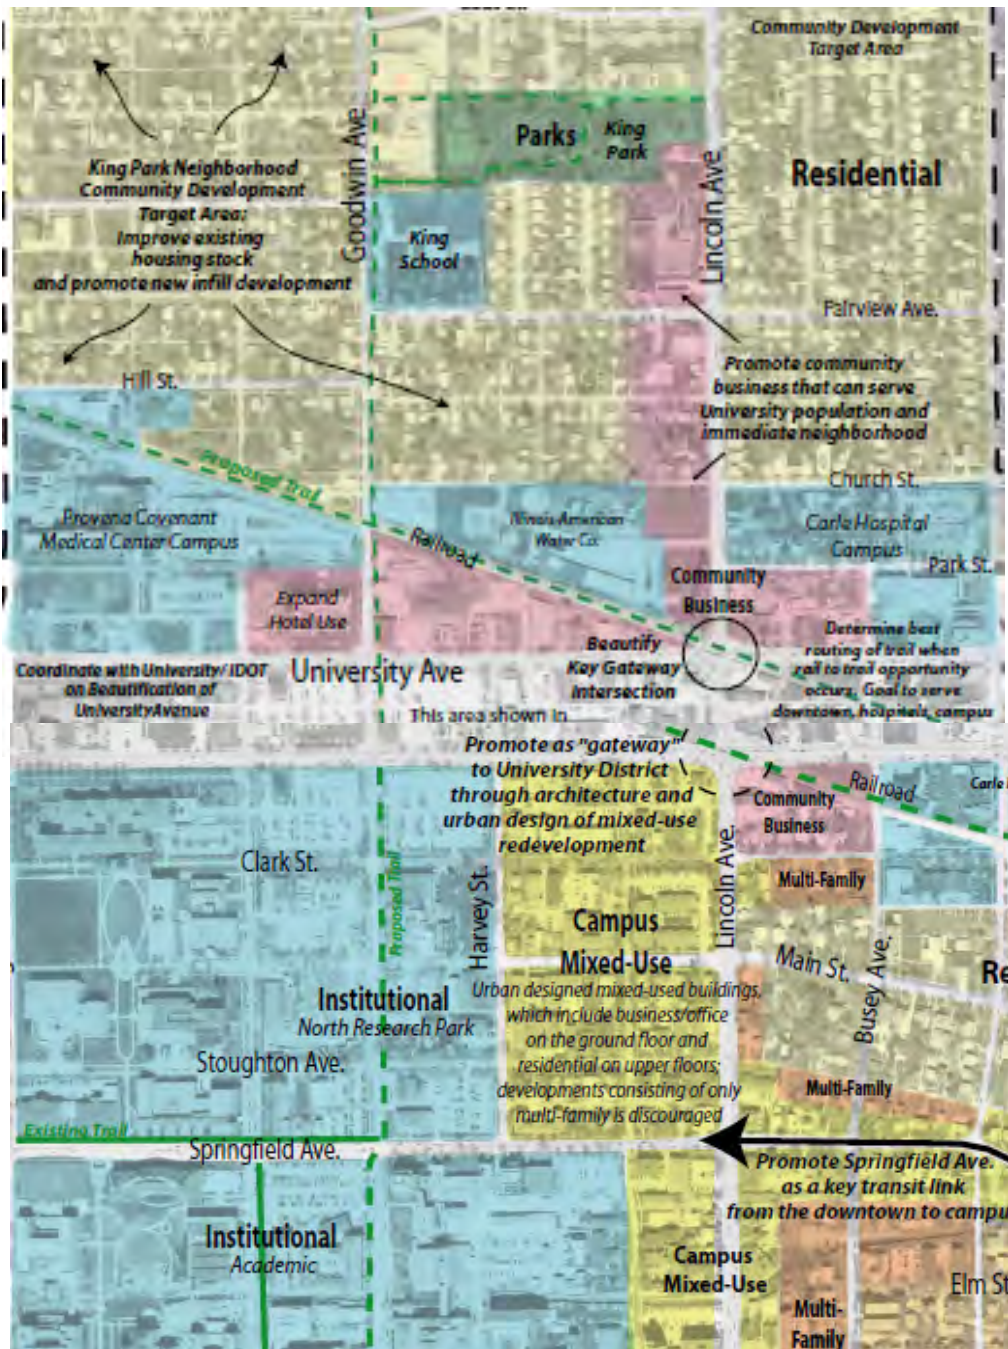 Community Development
Target Area
Goodwin Ave
Parks
King
Park
Lincoln Ave
Residential
King Park Neighborhood
Community Development
Target Area:
Improve existing
housing stock
and promote new infill development
King
School
Fairview Ave.
Hill St.
Promote community
business that can serve
University population and
immediate neighborhood
Proposed Trail
Church St.
Provena Covenant
Medical Center Campus
Railroad
Illinois-American
Water Co.
Carle Hospital
Campus
Park St.
Community
Business
Expand
Hotel Use
Beautify
Key Gateway
Intersection
Determine best
routing of trail when
rail to trail opportunity
occurs. Goal to serve
downtown, hospitals, campus
Coordinate with University/IDOT
on Beautification of
University Avenue
University Ave
This area shown in
Promote as "gateway"
to University District
through architecture and
urban design of mixed-use
redevelopment
Railroad
Carle
Community
Business
Clark St.
Proposed Trail
Harvey St.
Lincoln Ave.
Multi-Family
Campus
Mixed-Use
Urban designed mixed-used buildings,
which include business/office
on the ground floor and
residential on upper floors;
developments consisting of only
multi-family is discouraged
Main St.
Busey Ave.
Re
Institutional
North Research Park
Stoughton Ave.
Multi-Family
Existing Trail
Springfield Ave.
Promote Springfield Ave.
as a key transit link
from the downtown to campu
Institutional
Academic
Campus
Mixed-Use
Elm St
Multi-
Family